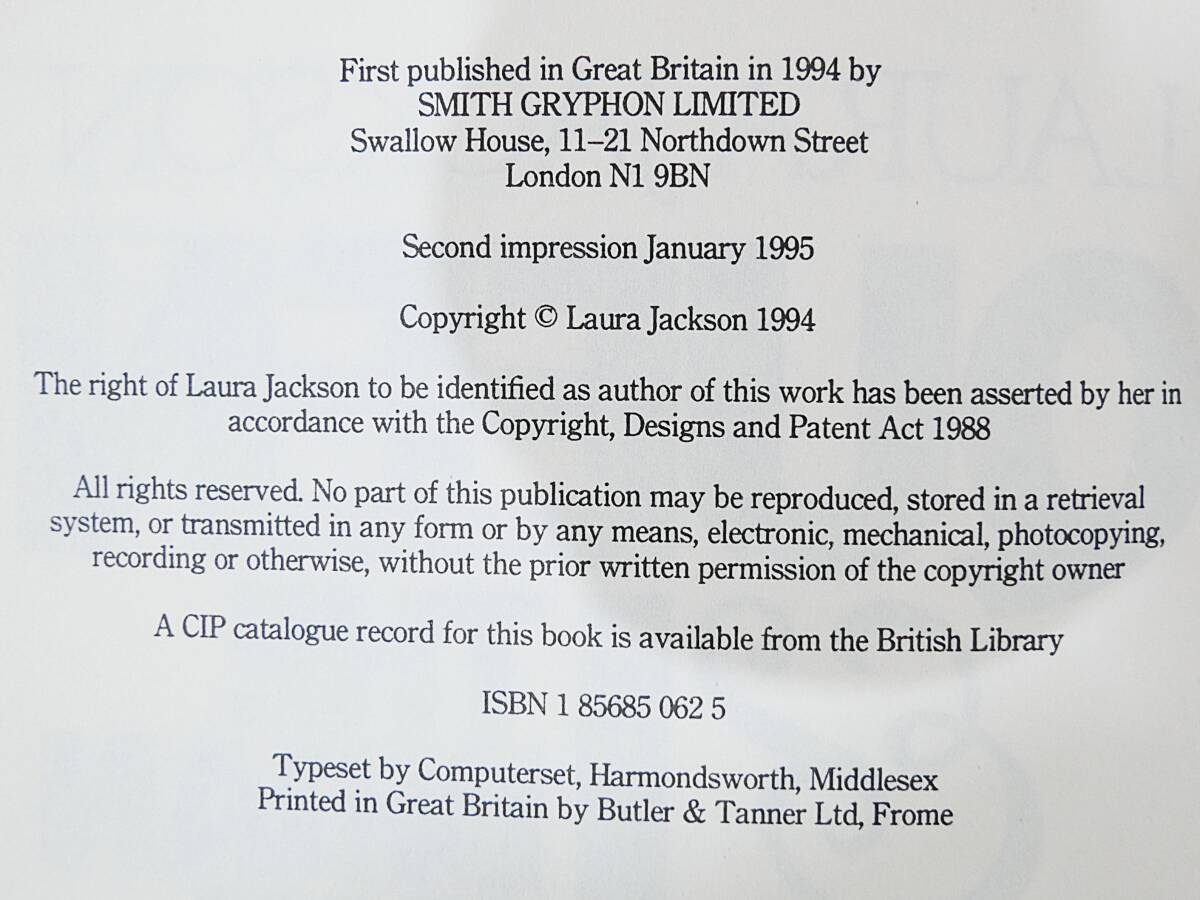 First published in Great Britain in 1994 by
SMITH GRYPHON LIMITED
Swallow House, 11–21 Northdown Street
London N1 9BN
Second impression January 1995
Copyright © Laura Jackson 1994
The right of Laura Jackson to be identified as author of this work has been asserted by her in
accordance with the Copyright, Designs and Patent Act 1988
All rights reserved. No part of this publication may be reproduced, stored in a retrieval
system, or transmitted in any form or by any means, electronic, mechanical, photocopying,
recording or otherwise, without the prior written permission of the copyright owner
A CIP catalogue record for this book is available from the British Library
ISBN 1 85685 062 5
Typeset by Computerset, Harmondsworth, Middlesex
Printed in Great Britain by Butler & Tanner Ltd, Frome